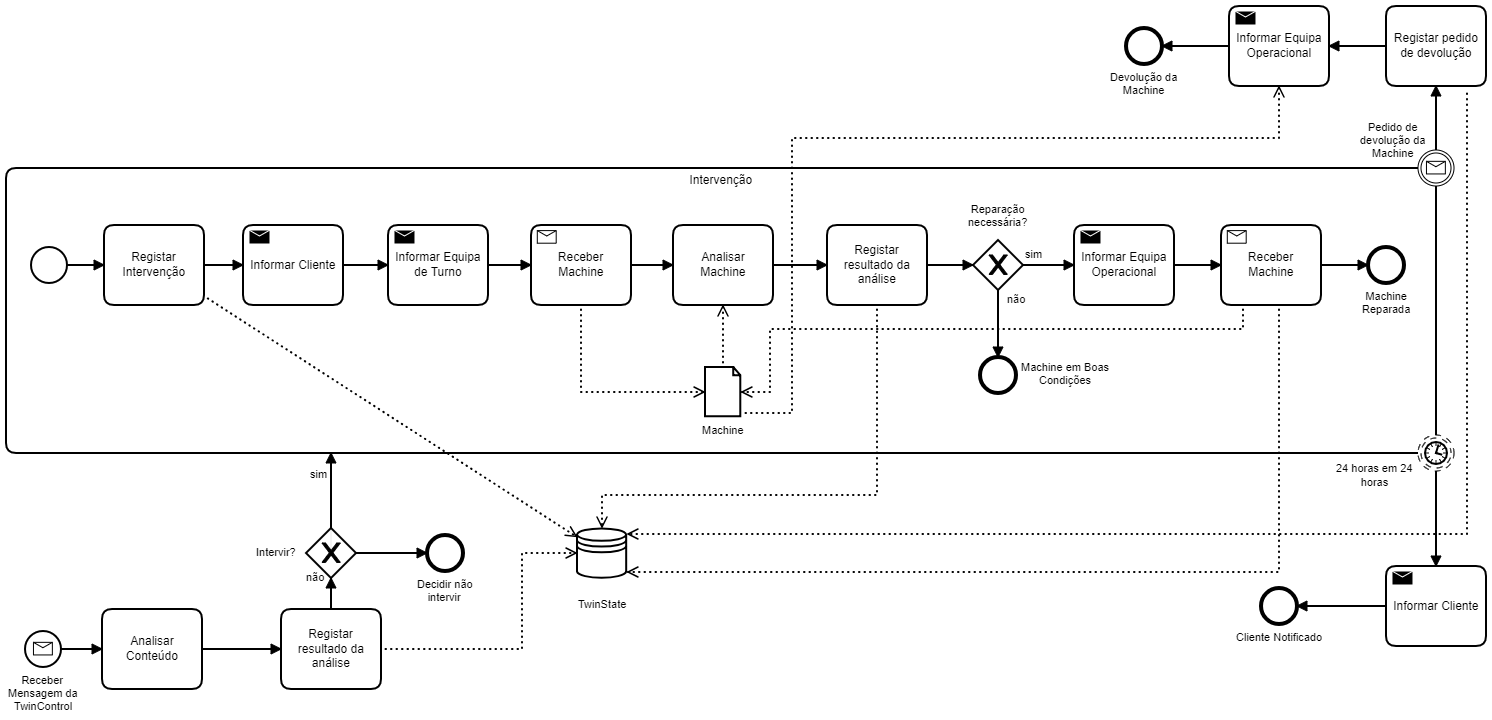 Informar Equipa
Operacional
Registar pedido
de devolução
Devolução da
Machine
Pedido de
devolução da
Machine
Intervenção
Reparação
necessária?
Registar
Intervenção
Informar Cliente
Informar Equipa
de Turno
Receber
Machine
Analisar
Machine
Registar
resultado da
análise
sim
não
Informar Equipa
Operacional
Receber
Machine
Machine
Reparada
Machine em Boas
Condições
Machine
24 horas em 24
horas
sim
Intervir?
não
Decidir não
intervir
TwinState
Informar Cliente
Cliente Notificado
Analisar
Conteúdo
Registar
resultado da
análise
Receber
Mensagem da
TwinControl